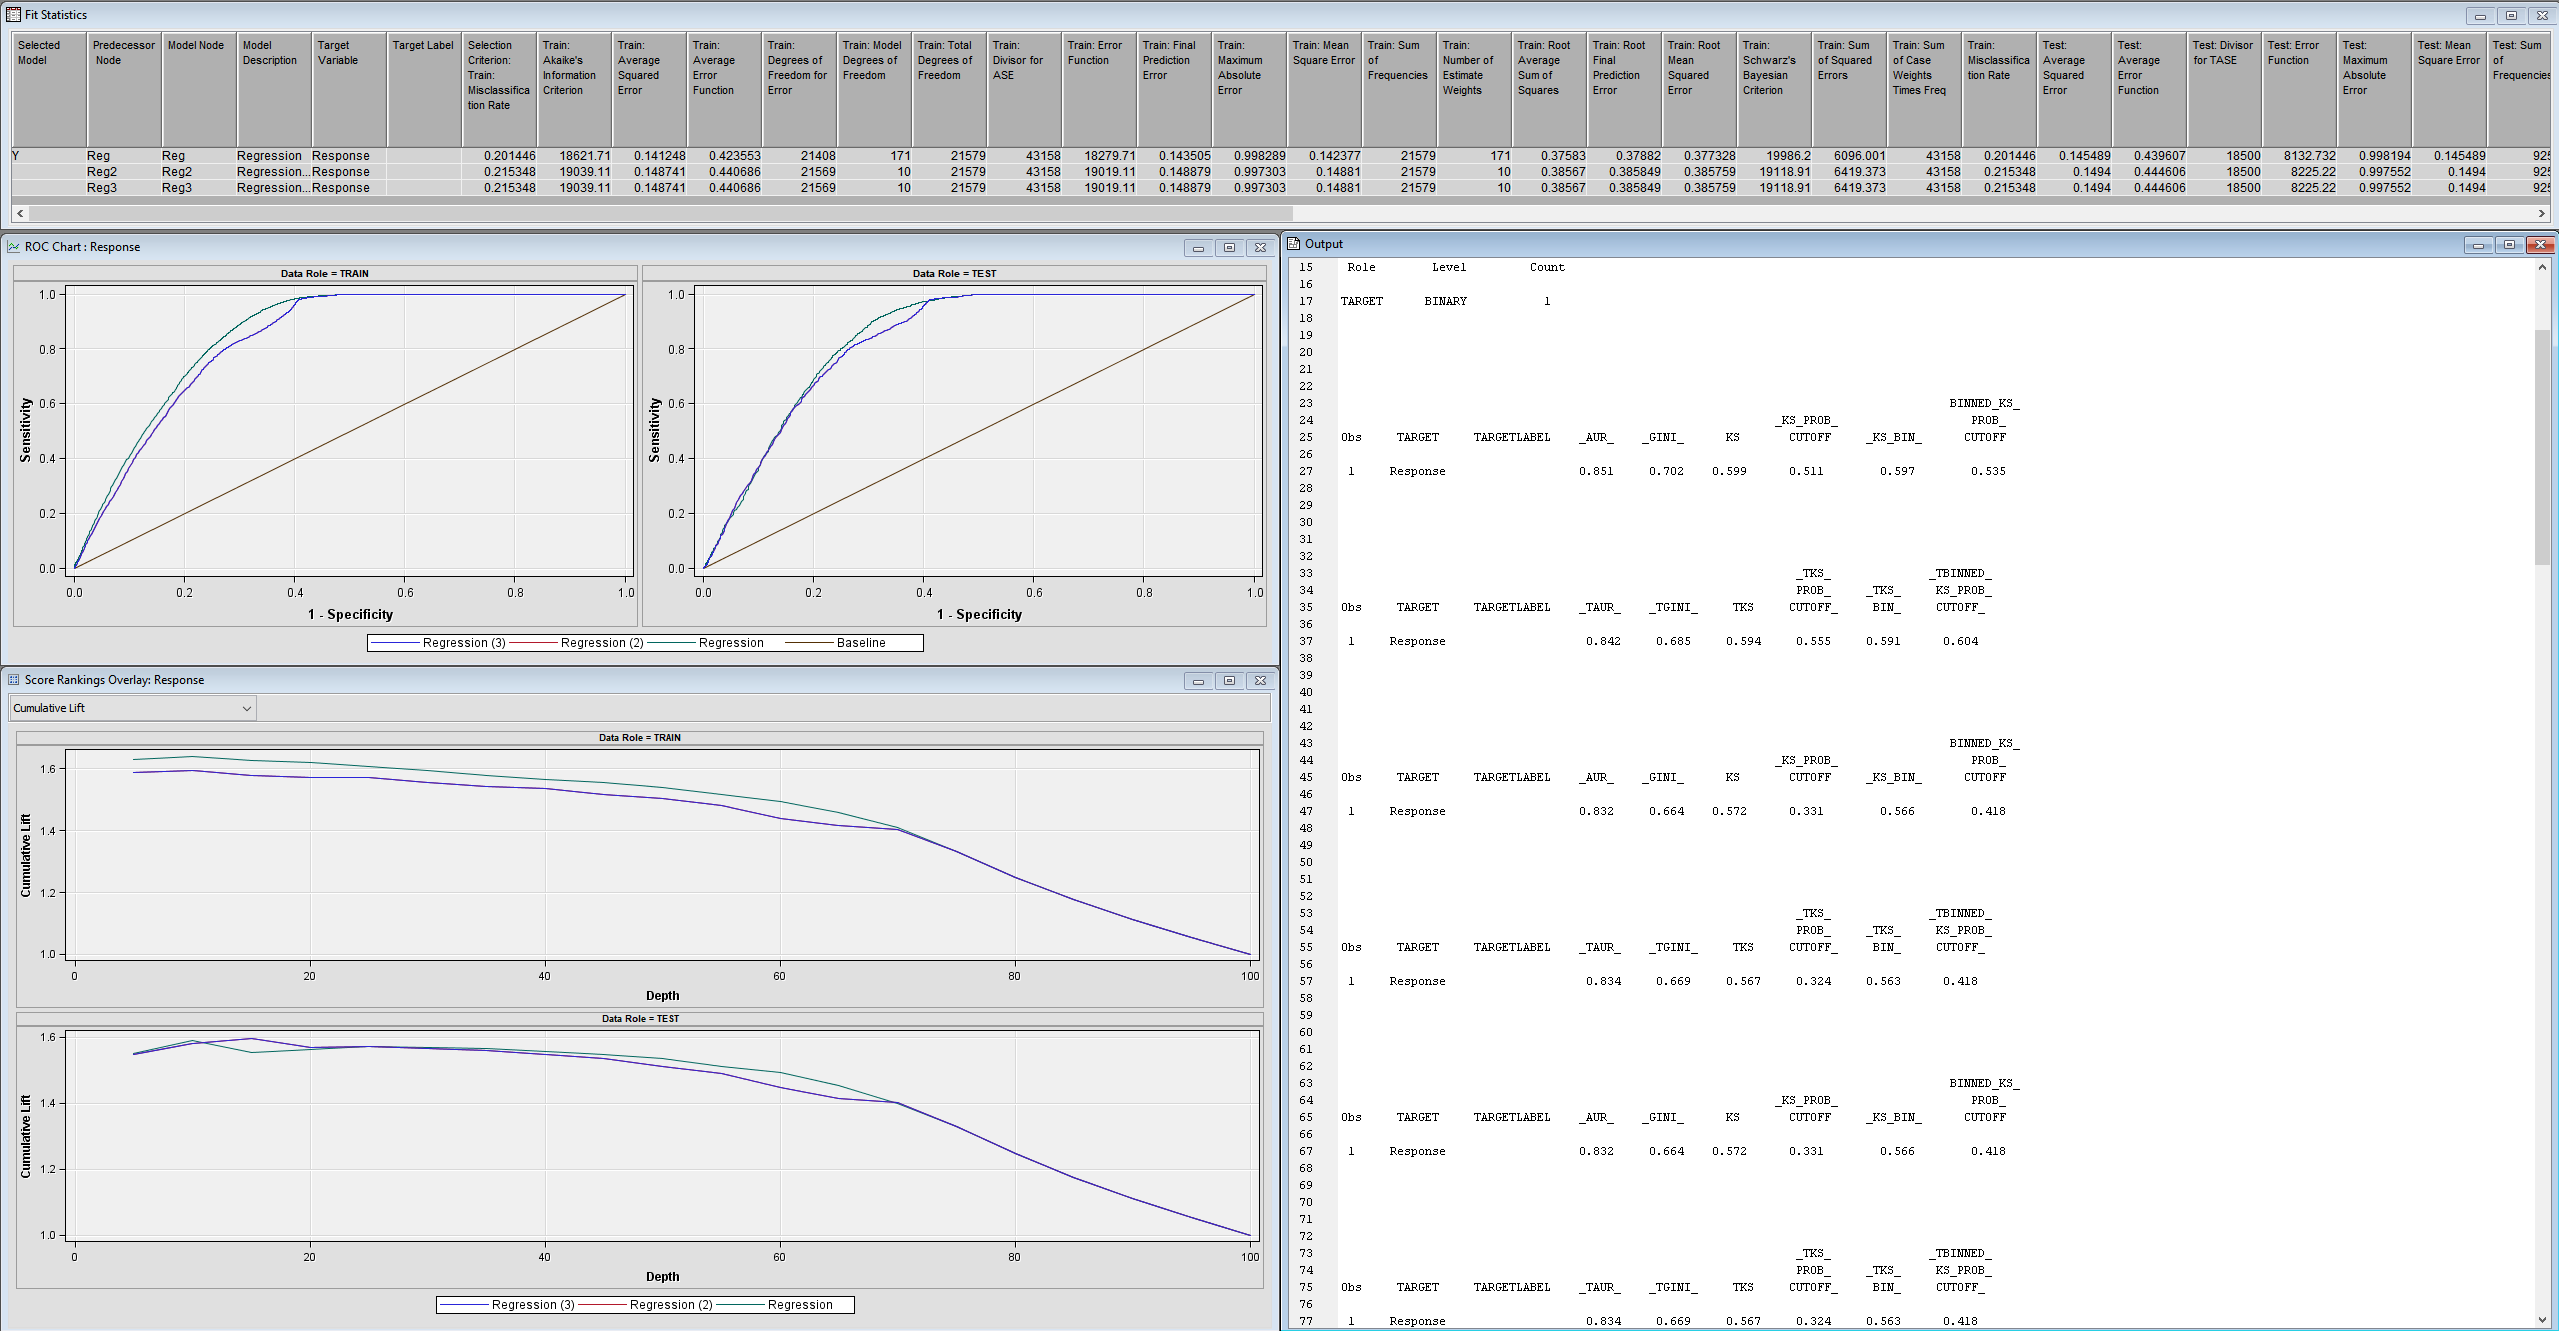 Fit Statistics
Selected Model | Predecessor Node | Model Node | Model Description | Target Variable | Target Label | Selection Criterion: Train: Misclassification Rate | Train: Akaike's Information Criterion | Train: Average Squared Error | Train: Average Error Function | Train: Degrees of Freedom for Error | Train: Model Degrees of Freedom | Train: Total Degrees of Freedom | Train: Divisor for ASE | Train: Error Function | Train: Final Prediction Error | Train: Maximum Absolute Error | Train: Mean Square Error | Train: Sum of Frequencies | Train: Number of Estimate Weights | Train: Root Average Sum of Squares | Train: Root Final Prediction Error | Train: Root Mean Squared Error | Train: Schwarz's Bayesian Criterion | Train: Sum of Squared Errors | Train: Sum of Case Weights Times Freq | Train: Misclassification Rate | Test: Average Squared Error | Test: Average Error Function | Test: Divisor for TASE | Test: Error Function | Test: Maximum Absolute Error | Test: Mean Square Error | Test: Sum of Frequencies
Y Reg Reg Regression Response 0.201446 18621.71 0.141248 0.423553 21408 171 21579 43158 18279.71 0.143505 0.998289 0.142377 21579 171 0.37583 0.37882 0.377328 19986.2 6096.001 43158 0.201446 0.145489 0.439607 18500 8132.732 0.998194 0.145489 925
Reg2 Reg2 Regression... Response 0.215348 19039.11 0.148741 0.440686 21569 10 21579 43158 19019.11 0.148879 0.997303 0.14881 21579 10 0.38567 0.385849 0.385759 19118.91 6419.373 43158 0.215348 0.1494 0.444606 18500 8225.22 0.997552 0.1494 925
Reg3 Reg3 Regression... Response 0.215348 19039.11 0.148741 0.440686 21569 10 21579 43158 19019.11 0.148879 0.997303 0.14881 21579 10 0.38567 0.385849 0.385759 19118.91 6419.373 43158 0.215348 0.1494 0.444606 18500 8225.22 0.997552 0.1494 925
ROC Chart : Response
Data Role = TRAIN
Sensitivity
1.0
0.8
0.6
0.4
0.2
0.0
0.0 0.2 0.4 0.6 0.8 1.0
1 - Specificity
Data Role = TEST
Sensitivity
1.0
0.8
0.6
0.4
0.2
0.0
0.0 0.2 0.4 0.6 0.8 1.0
1 - Specificity
Regression (3) Regression (2) Regression Baseline
Score Rankings Overlay: Response
Cumulative Lift
Data Role = TRAIN
Cumulative Lift
1.6
1.4
1.2
1.0
0 20 40 60 80 100
Depth
Data Role = TEST
Cumulative Lift
1.6
1.4
1.2
1.0
0 20 40 60 80 100
Depth
Regression (3) Regression (2) Regression
Output
15 Role Level Count
16
17 TARGET BINARY 1
18
19
20
21
22
23 BINNED_KS_
24 _KS_PROB_ PROB_
25 Obs TARGET TARGETLABEL _AUR_ _GINI_ KS CUTOFF _KS_BIN_ CUTOFF
26
27 1 Response 0.851 0.702 0.599 0.511 0.597 0.535
28
29
30
31
32
33 _TKS_ _TBINNED_
34 PROB_ _TKS_ KS_PROB_
35 Obs TARGET TARGETLABEL _TAUR_ _TGINI_ TKS CUTOFF_ BIN_ CUTOFF_
36
37 1 Response 0.842 0.685 0.594 0.555 0.591 0.604
38
39
40
41
42
43 BINNED_KS_
44 _KS_PROB_ PROB_
45 Obs TARGET TARGETLABEL _AUR_ _GINI_ KS CUTOFF _KS_BIN_ CUTOFF
46
47 1 Response 0.832 0.664 0.572 0.331 0.566 0.418
48
49
50
51
52
53 _TKS_ _TBINNED_
54 PROB_ _TKS_ KS_PROB_
55 Obs TARGET TARGETLABEL _TAUR_ _TGINI_ TKS CUTOFF_ BIN_ CUTOFF_
56
57 1 Response 0.834 0.669 0.567 0.324 0.563 0.418
58
59
60
61
62
63 BINNED_KS_
64 _KS_PROB_ PROB_
65 Obs TARGET TARGETLABEL _AUR_ _GINI_ KS CUTOFF _KS_BIN_ CUTOFF
66
67 1 Response 0.832 0.664 0.572 0.331 0.566 0.418
68
69
70
71
72
73 _TKS_ _TBINNED_
74 PROB_ _TKS_ KS_PROB_
75 Obs TARGET TARGETLABEL _TAUR_ _TGINI_ TKS CUTOFF_ BIN_ CUTOFF_
76
77 1 Response 0.834 0.669 0.567 0.324 0.563 0.418